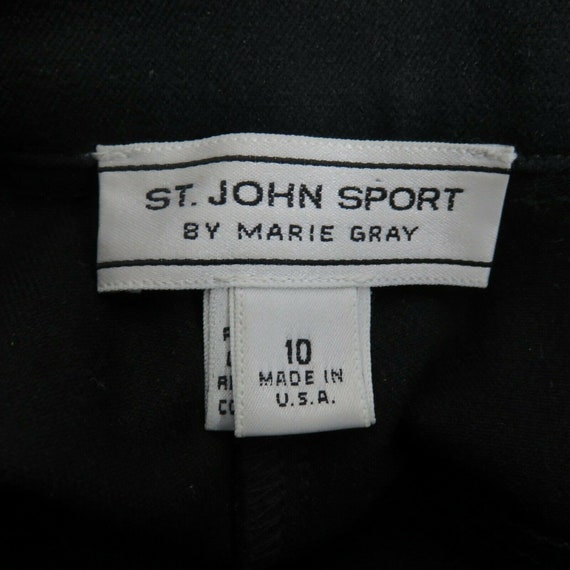 ST. JOHN SPORT
BY MARIE GRAY
10
MADE IN
U.S.A.